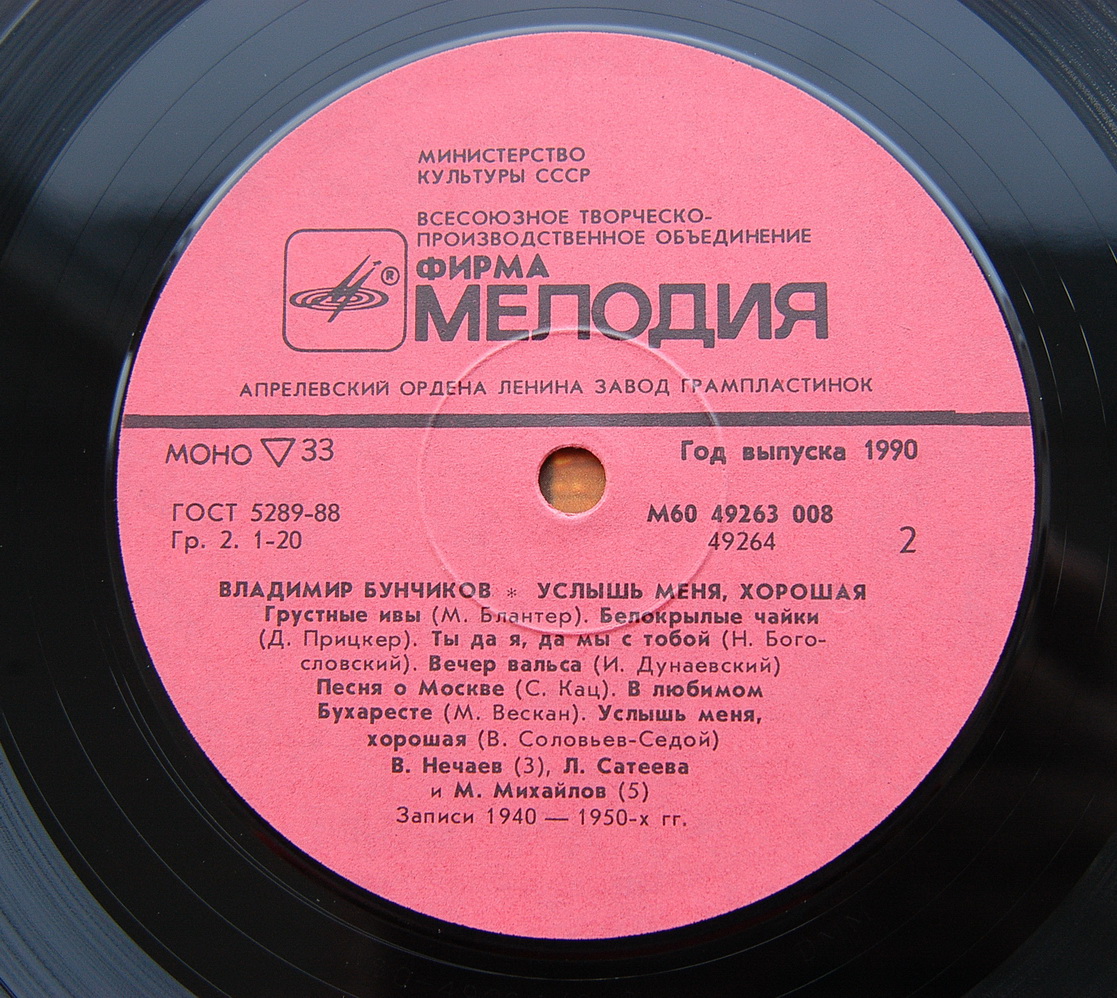 МИНИСТЕРСТВО
КУЛЬТУРЫ СССР
ВСЕСОЮЗНОЕ ТВОРЧЕСКО-
ПРОИЗВОДСТВЕННОЕ ОБЪЕДИНЕНИЕ
ФИРМА
®
МЕЛОДИЯ
АПРЕЛЕВСКИЙ ОРДЕНА ЛЕНИНА ЗАВОД ГРАМПЛАСТИНОК
МОНО ▽ 33
Год выпуска 1990
ГОСТ 5289-88
М60 49263 008
Гр. 2. 1-20
49264
2
ВЛАДИМИР БУНЧИКОВ * УСЛЫШЬ МЕНЯ, ХОРОШАЯ
Грустные ивы (М. Блантер). Белокрылые чайки
(Д. Прицкер). Ты да я, да мы с тобой (Н. Бого-
словский). Вечер вальса (И. Дунаевский)
Песня о Москве (С. Кац). В любимом
Бухаресте (М. Вескан). Услышь меня,
хорошая (В. Соловьев-Седой)
В. Нечаев (3), Л. Сатеева
и М. Михайлов (5)
Записи 1940 — 1950-х гг.